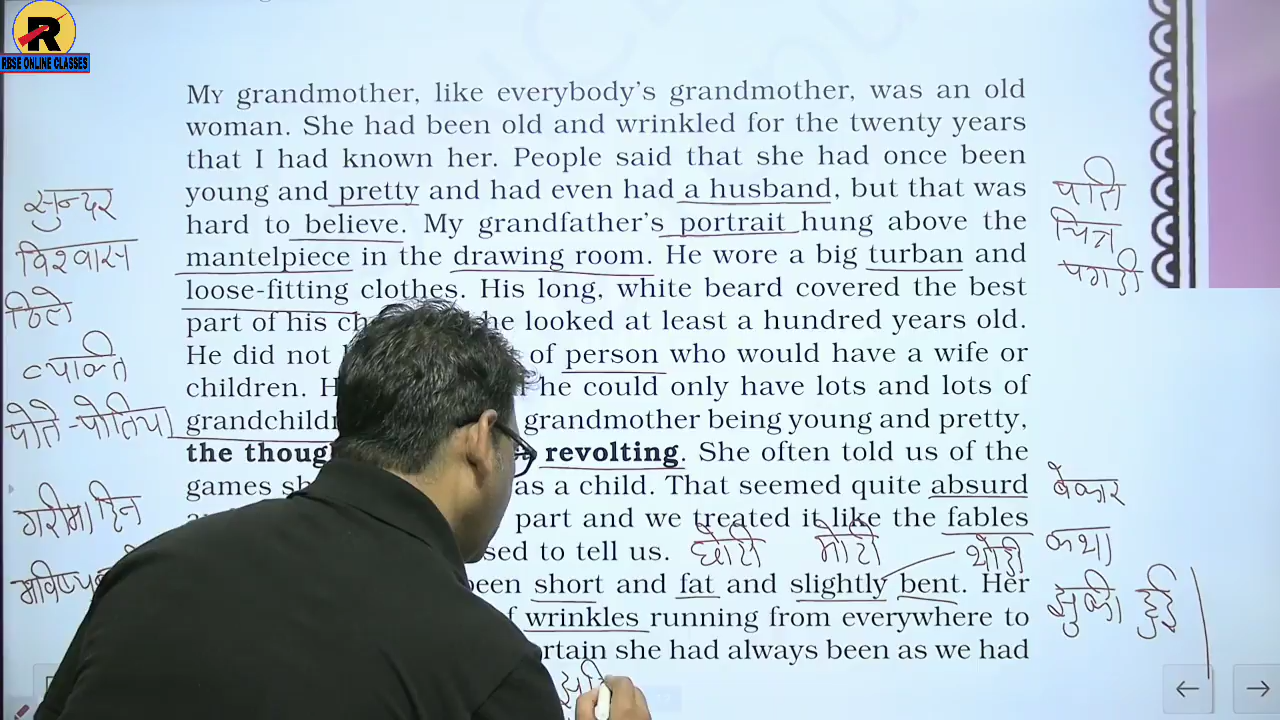 R
RBSE ONLINE CLASSES
MY grandmother, like everybody's grandmother, was an old
woman. She had been old and wrinkled for the twenty years
that I had known her. People said that she had once been
young and pretty and had even had a husband, but that was
hard to believe. My grandfather's portrait hung above the
mantelpiece in the drawing room. He wore a big turban and
loose-fitting clothes. His long, white beard covered the best
part of his he looked at least a hundred years old.
He did not of person who would have a wife or
children. he could only have lots and lots of
grandmother being young and pretty,
the revolting. She often told us of the
games as a child. That seemed quite absurd
part and we treated it like the fables
to tell us.
been short and fat and slightly bent. Her
wrinkles running from everywhere to
she had always been as we had
सुन्दर
विश्वास
ढिले
व्यक्ति
पोते-पोतिया
गरीमा हिन
पति
चित्र
पगड़ी
बेकार
कथा
छोटी मोटी थोड़ी
झुकी हुई